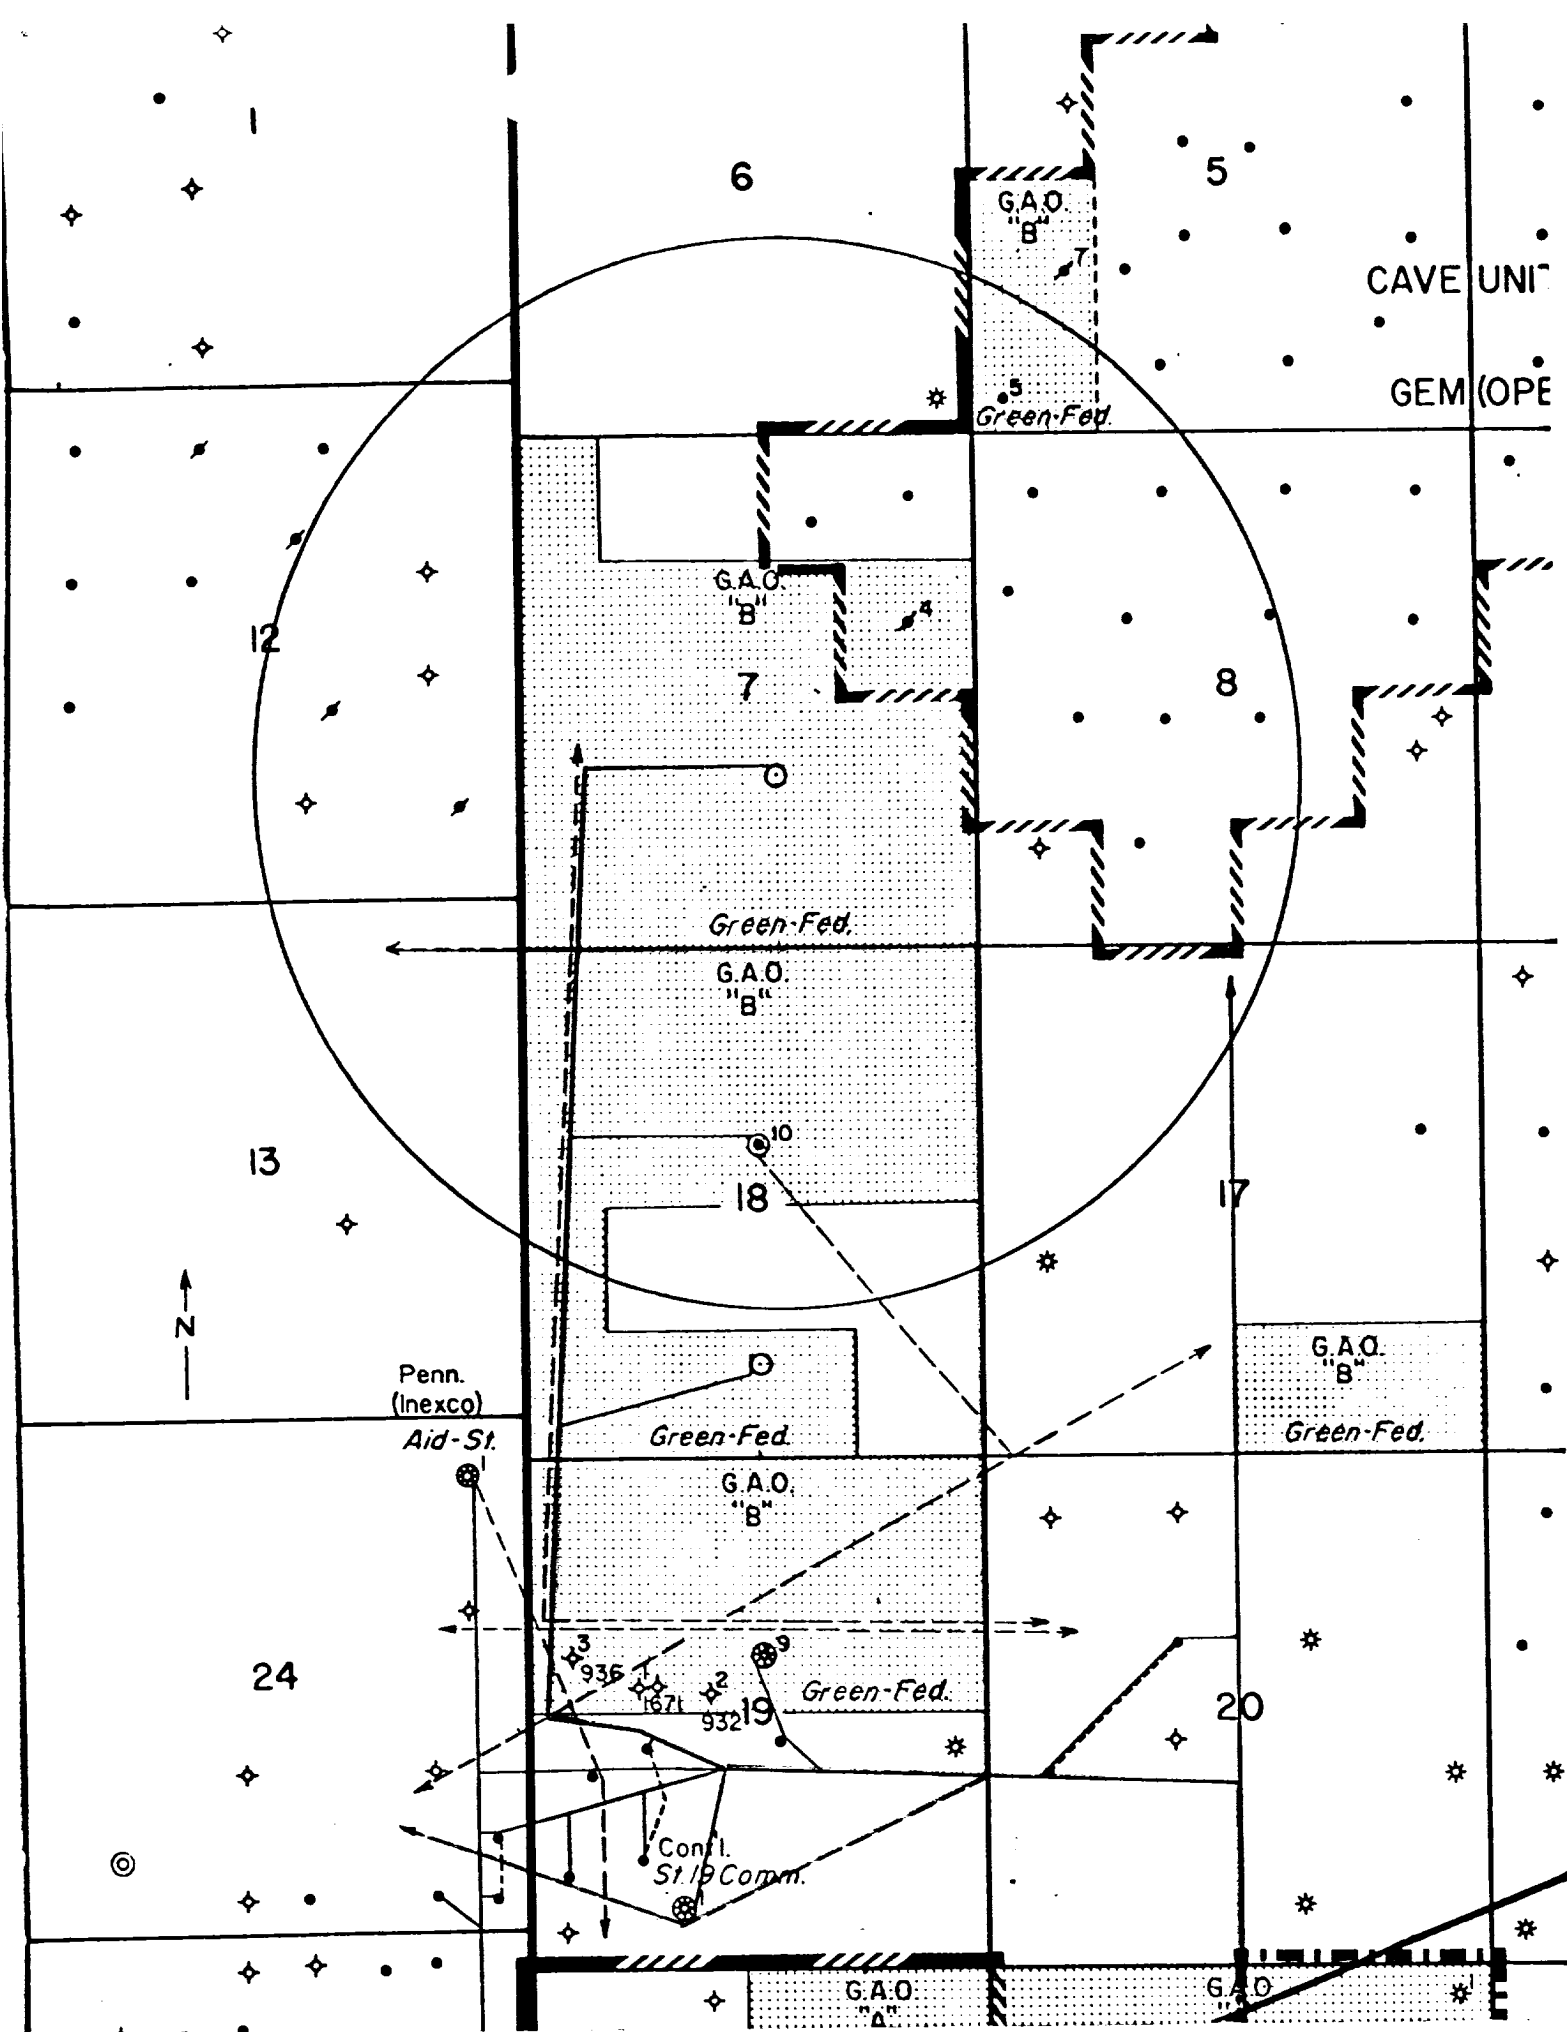 1
6
5
G.A.O.
"B"
7
CAVE UNI
GEM (OPE
5
Green-Fed.
G.A.O.
"B"
4
12
7
8
Green-Fed.
G.A.O.
"B"
10
13
18
17
N
Penn.
(Inexco)
Aid-St.
1
G.A.O.
"B"
Green-Fed.
Green-Fed.
G.A.O.
"B"
3
9
936
1
2
1671
24
Green-Fed.
932
19
20
Cont'l.
St. 19 Comm.
1
G.A.O.
"A"
G.A.O.